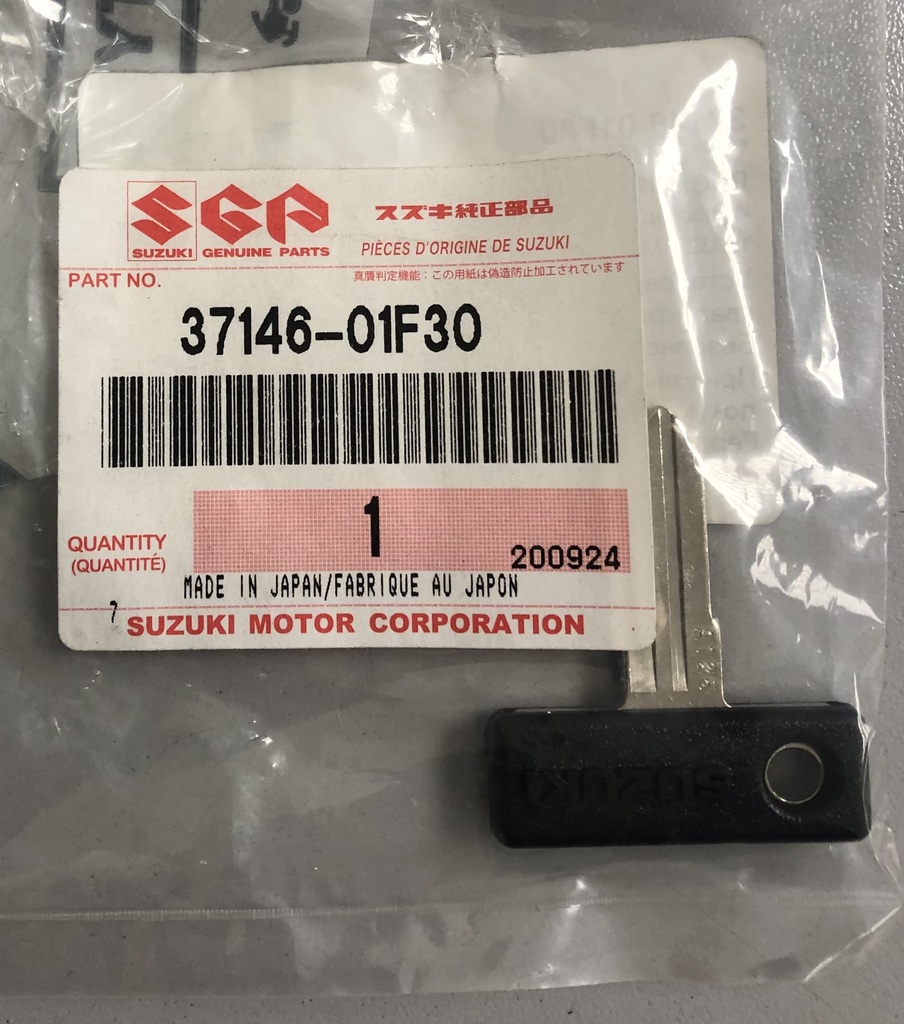 SGP スズキ純正部品
SUZUKI GENUINE PARTS PIÈCES D'ORIGINE DE SUZUKI
PART NO. 真贋判定機能：この用紙は偽造防止加工されています
37146-01F30
1
QUANTITY
(QUANTITÉ)
200924
MADE IN JAPAN/FABRIQUE AU JAPON
7 SUZUKI MOTOR CORPORATION
SUZUKI